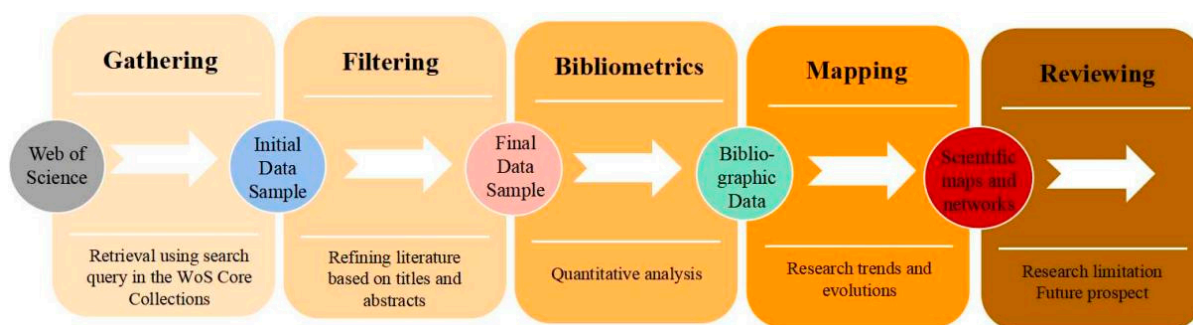 Gathering
Filtering
Bibliometrics
Mapping
Reviewing
Web of
Science
Initial
Data
Sample
Final
Data
Sample
Biblio-
graphic
Data
Scientific
maps and
networks
Retrieval using search
query in the WoS Core
Collections
Refining literature
based on titles and
abstracts
Quantitative analysis
Research trends and
evolutions
Research limitation
Future prospect